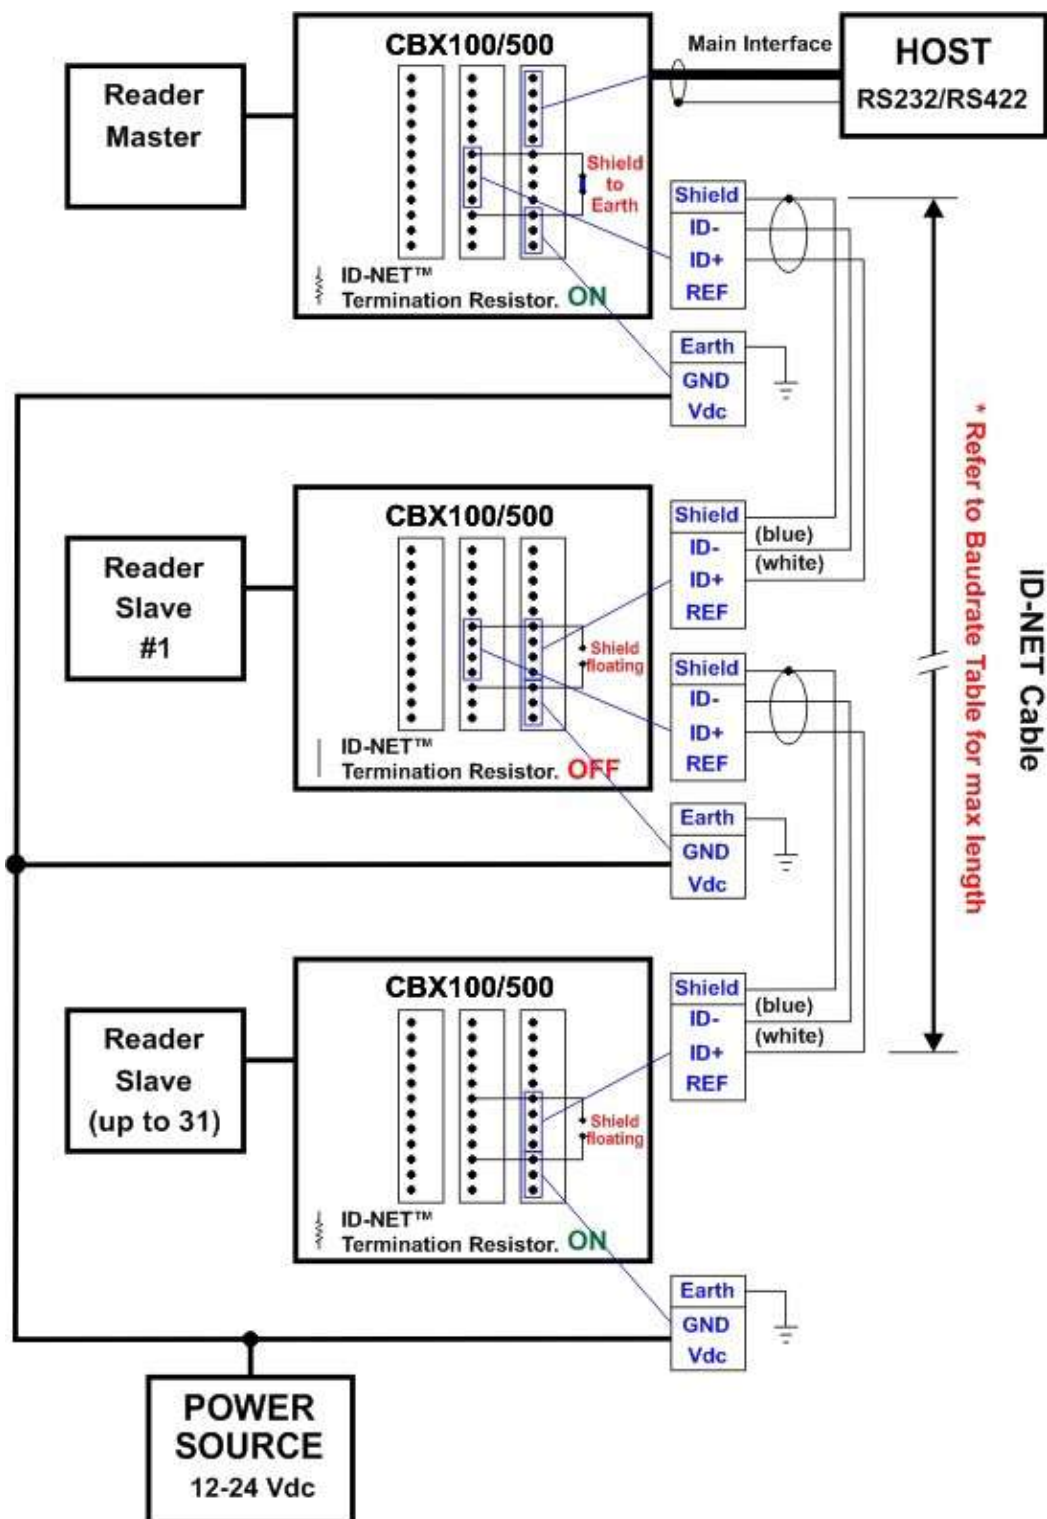 CBX100/500
Main Interface
HOST
RS232/RS422
Reader
Master
Shield
to
Earth
ID-NET™
Termination Resistor. ON
Shield
ID-
ID+
REF
Earth
GND
Vdc
CBX100/500
Reader
Slave
#1
Shield
floating
ID-NET™
Termination Resistor. OFF
Shield
ID-
ID+
REF
(blue)
(white)
Shield
ID-
ID+
REF
Earth
GND
Vdc
CBX100/500
Reader
Slave
(up to 31)
Shield
floating
ID-NET™
Termination Resistor. ON
Shield
ID-
ID+
REF
(blue)
(white)
Earth
GND
Vdc
POWER
SOURCE
12-24 Vdc
ID-NET Cable
* Refer to Baudrate Table for max length